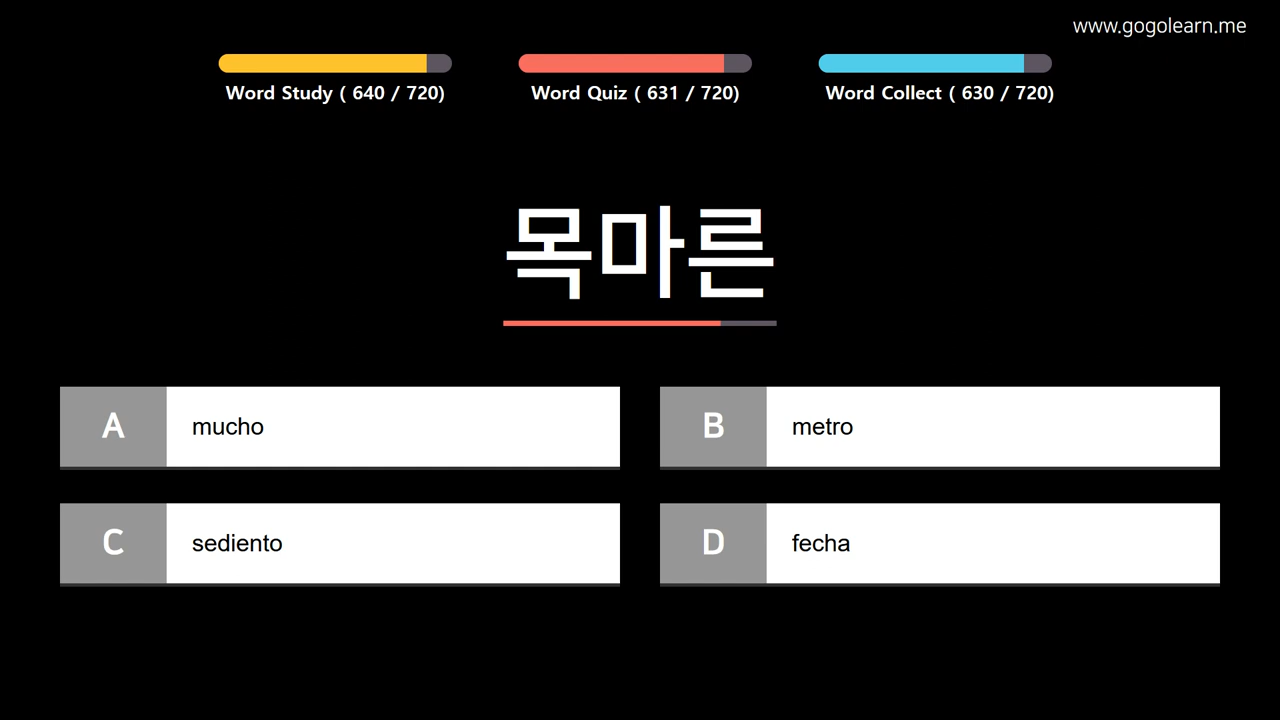 www.gogolearn.me
Word Study ( 640 / 720)
Word Quiz ( 631 / 720)
Word Collect ( 630 / 720)
목마른
A mucho
B metro
C sediento
D fecha